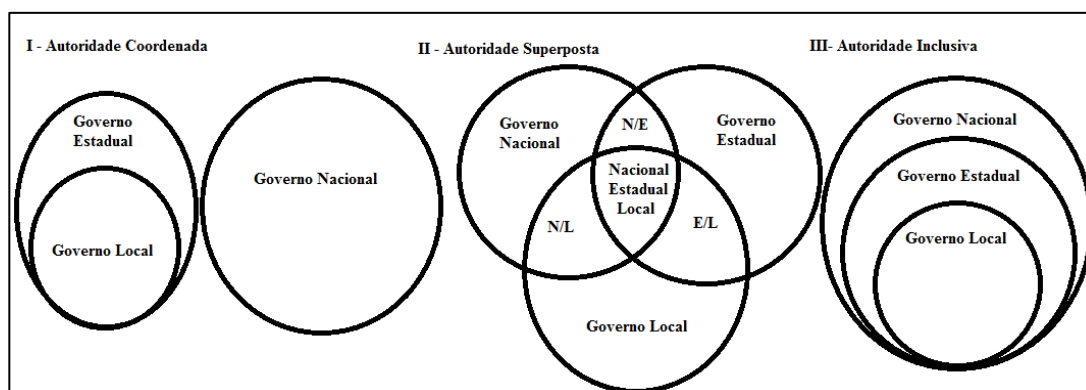 I - Autoridade Coordenada
Governo
Estadual
Governo Local
Governo Nacional
II - Autoridade Superposta
Governo
Nacional
N/E
Governo
Estadual
Nacional
Estadual
Local
N/L
E/L
Governo Local
III- Autoridade Inclusiva
Governo Nacional
Governo Estadual
Governo Local